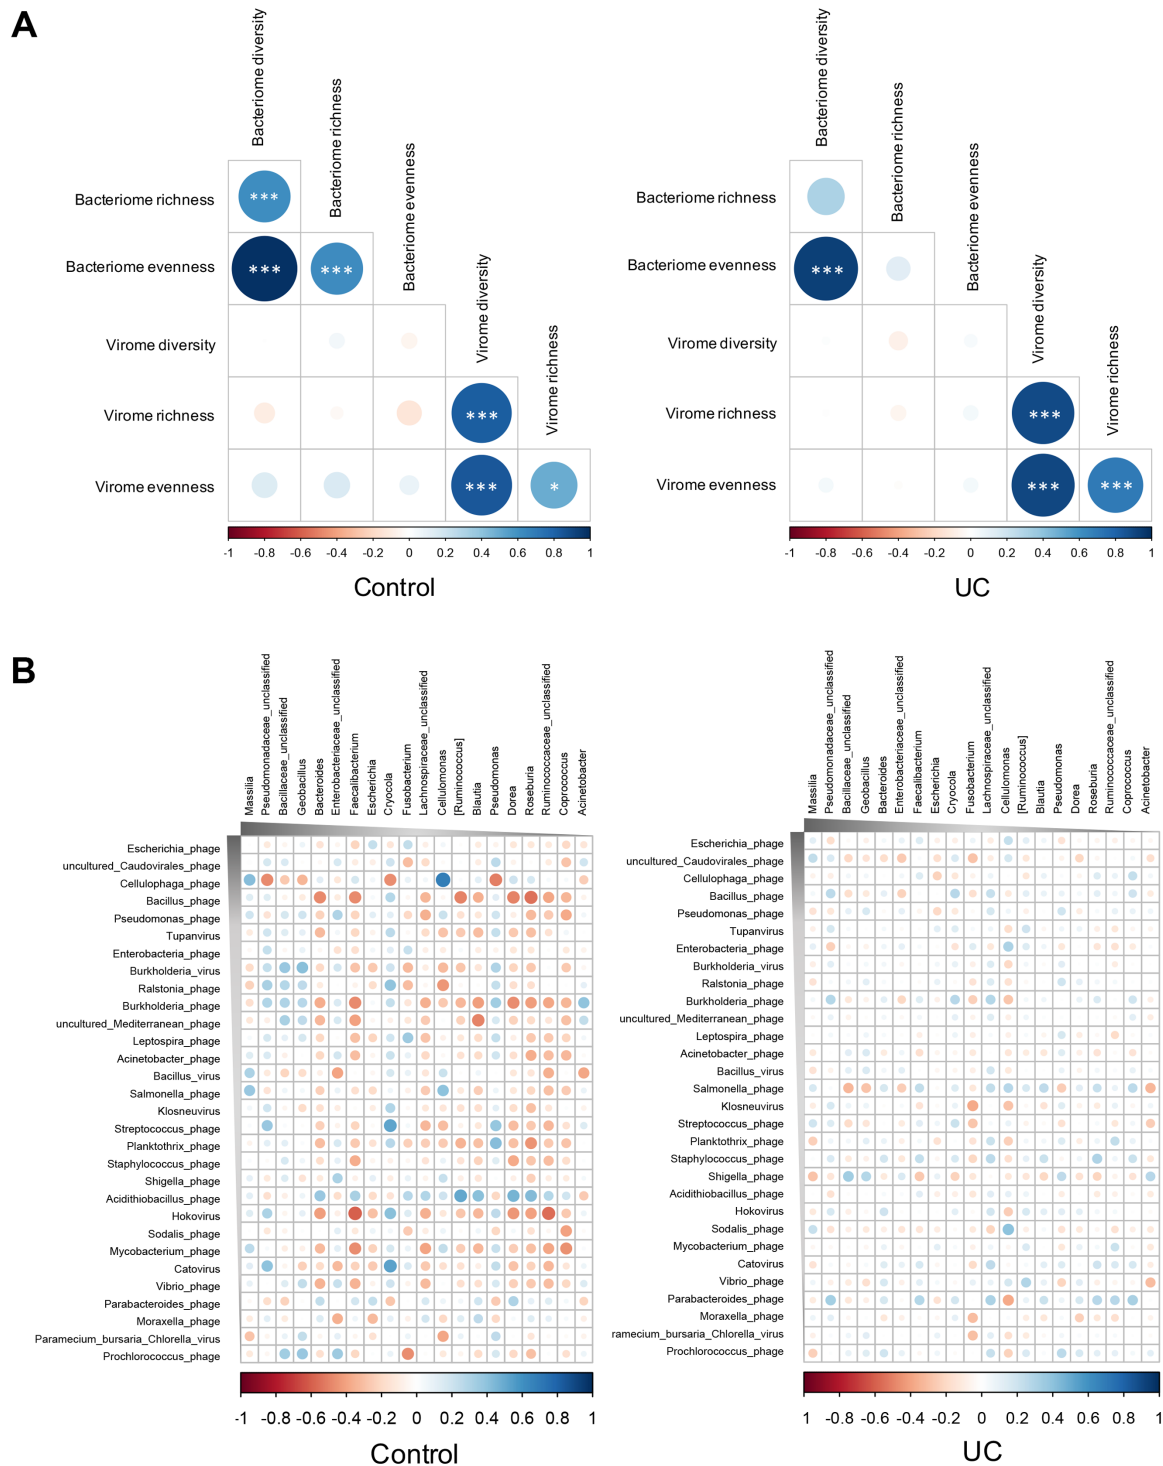 A
Bacteriome diversity
Bacteriome richness
Bacteriome evenness
Virome diversity
Virome richness
Bacteriome richness
Bacteriome evenness
Virome diversity
Virome richness
Virome evenness
***
*** ***
***
*** *
-1 -0.8 -0.6 -0.4 -0.2 0 0.2 0.4 0.6 0.8 1
Control
Bacteriome diversity
Bacteriome richness
Bacteriome evenness
Virome diversity
Virome richness
Bacteriome richness
Bacteriome evenness
Virome diversity
Virome richness
Virome evenness
***
***
*** ***
-1 -0.8 -0.6 -0.4 -0.2 0 0.2 0.4 0.6 0.8 1
UC
B
Massilia
Pseudomonadaceae_unclassified
Bacillaceae_unclassified
Geobacillus
Bacteroides
Enterobacteriaceae_unclassified
Faecalibacterium
Escherichia
Cryocola
Fusobacterium
Lachnospiraceae_unclassified
Cellulomonas
[Ruminococcus]
Blautia
Pseudomonas
Dorea
Roseburia
Ruminococcaceae_unclassified
Coprococcus
Acinetobacter
Escherichia_phage
uncultured_Caudovirales_phage
Cellulophaga_phage
Bacillus_phage
Pseudomonas_phage
Tupanvirus
Enterobacteria_phage
Burkholderia_virus
Ralstonia_phage
Burkholderia_phage
uncultured_Mediterranean_phage
Leptospira_phage
Acinetobacter_phage
Bacillus_virus
Salmonella_phage
Klosneuvirus
Streptococcus_phage
Planktothrix_phage
Staphylococcus_phage
Shigella_phage
Acidithiobacillus_phage
Hokovirus
Sodalis_phage
Mycobacterium_phage
Catovirus
Vibrio_phage
Parabacteroides_phage
Moraxella_phage
Paramecium_bursaria_Chlorella_virus
Prochlorococcus_phage
-1 -0.8 -0.6 -0.4 -0.2 0 0.2 0.4 0.6 0.8 1
Control
Massilia
Pseudomonadaceae_unclassified
Bacillaceae_unclassified
Geobacillus
Bacteroides
Enterobacteriaceae_unclassified
Faecalibacterium
Escherichia
Cryocola
Fusobacterium
Lachnospiraceae_unclassified
Cellulomonas
[Ruminococcus]
Blautia
Pseudomonas
Dorea
Roseburia
Ruminococcaceae_unclassified
Coprococcus
Acinetobacter
Escherichia_phage
uncultured_Caudovirales_phage
Cellulophaga_phage
Bacillus_phage
Pseudomonas_phage
Tupanvirus
Enterobacteria_phage
Burkholderia_virus
Ralstonia_phage
Burkholderia_phage
uncultured_Mediterranean_phage
Leptospira_phage
Acinetobacter_phage
Bacillus_virus
Salmonella_phage
Klosneuvirus
Streptococcus_phage
Planktothrix_phage
Staphylococcus_phage
Shigella_phage
Acidithiobacillus_phage
Hokovirus
Sodalis_phage
Mycobacterium_phage
Catovirus
Vibrio_phage
Parabacteroides_phage
Moraxella_phage
ramecium_bursaria_Chlorella_virus
Prochlorococcus_phage
1 -0.8 -0.6 -0.4 -0.2 0 0.2 0.4 0.6 0.8 1
UC